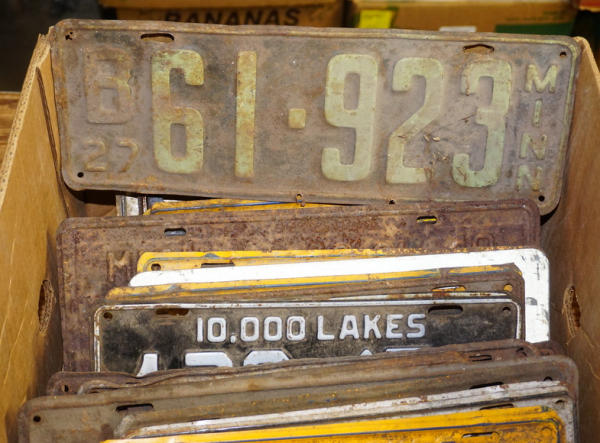 BANANAS
B 61·923 MINN
27
10,000 LAKES